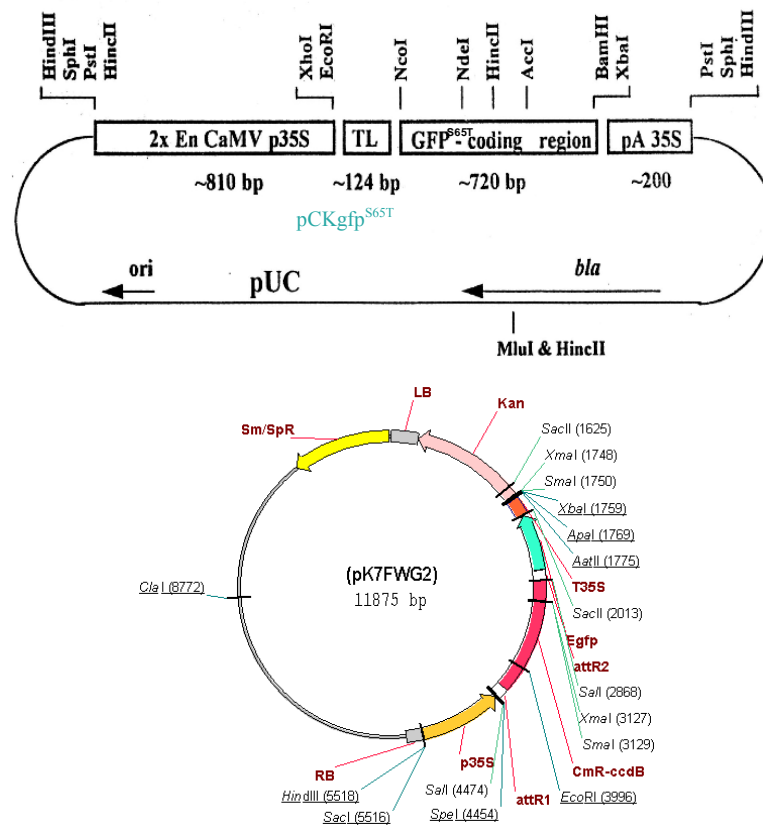 HindIII
SphI
PstI
HincII
XhoI
EcoRI
NcoI
NdeI
HincII
AccI
BamHI
XbaI
PstI
SphI
HindIII
2x En CaMV p35S
TL
GFP S65T - coding region
pA 35S
~810 bp
~124 bp
~720 bp
~200
pCKgfp S65T
ori
pUC
bla
MluI & HincII
LB
Kan
Sm/SpR
SacII (1625)
XmaI (1748)
SmaI (1750)
XbaI (1759)
ApaI (1769)
AatII (1775)
T35S
SacII (2013)
Egfp
attR2
SalI (2868)
XmaI (3127)
SmaI (3129)
CmR-ccdB
EcoRI (3996)
attR1
SpeI (4454)
SalI (4474)
p35S
SacI (5516)
HindIII (5518)
RB
ClaI (8772)
(pK7FWG2)
11875 bp